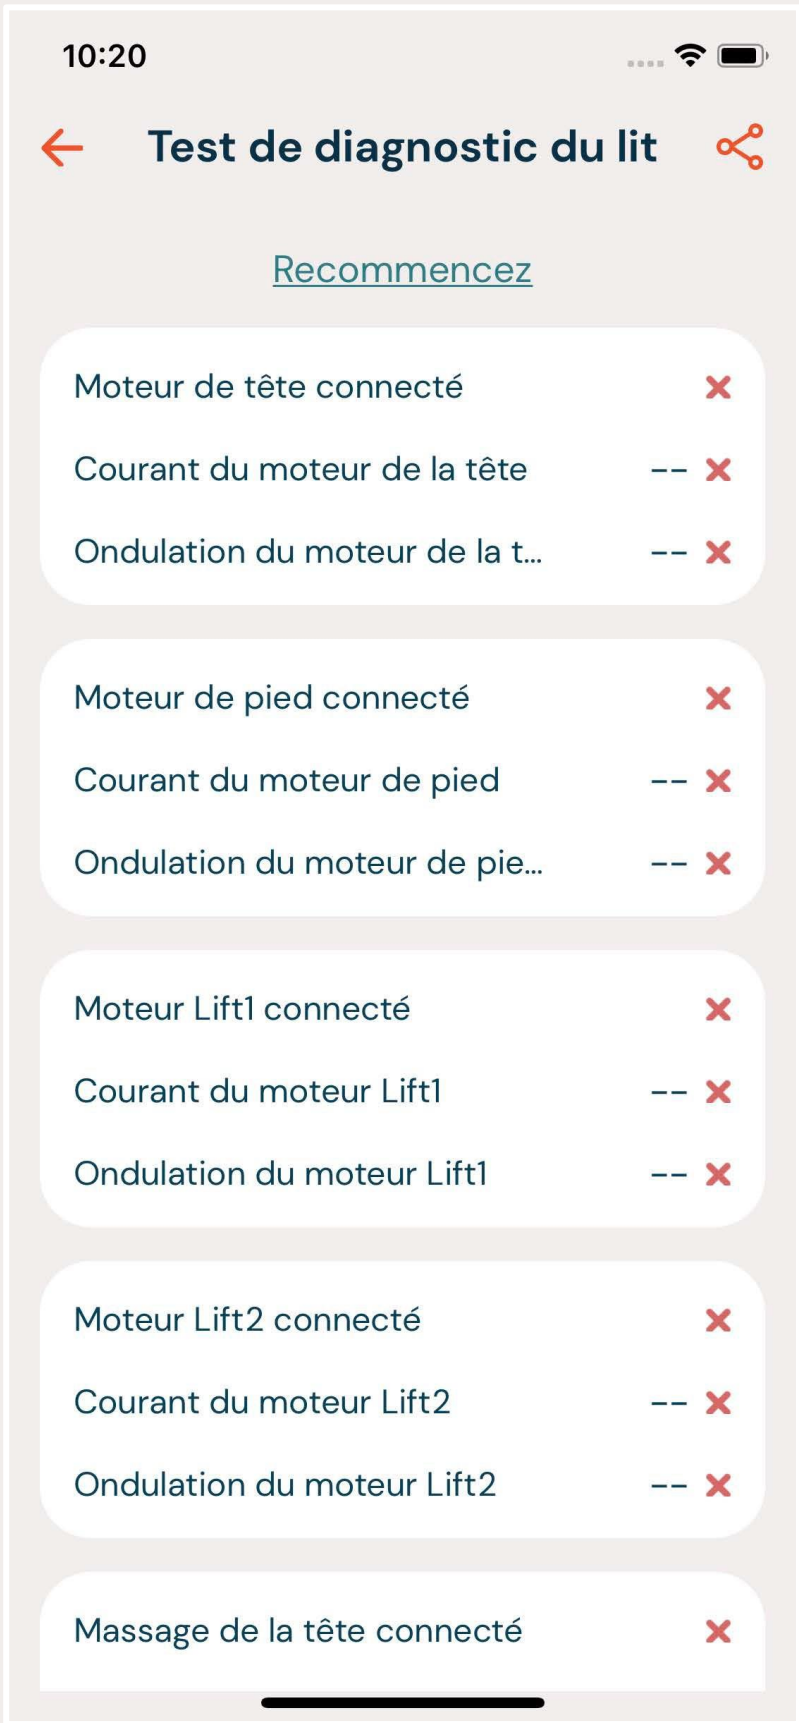 10:20
Test de diagnostic du lit
Recommencez
Moteur de tête connecté
Courant du moteur de la tête --
Ondulation du moteur de la t... --
Moteur de pied connecté
Courant du moteur de pied --
Ondulation du moteur de pie... --
Moteur Lift1 connecté
Courant du moteur Lift1 --
Ondulation du moteur Lift1 --
Moteur Lift2 connecté
Courant du moteur Lift2 --
Ondulation du moteur Lift2 --
Massage de la tête connecté